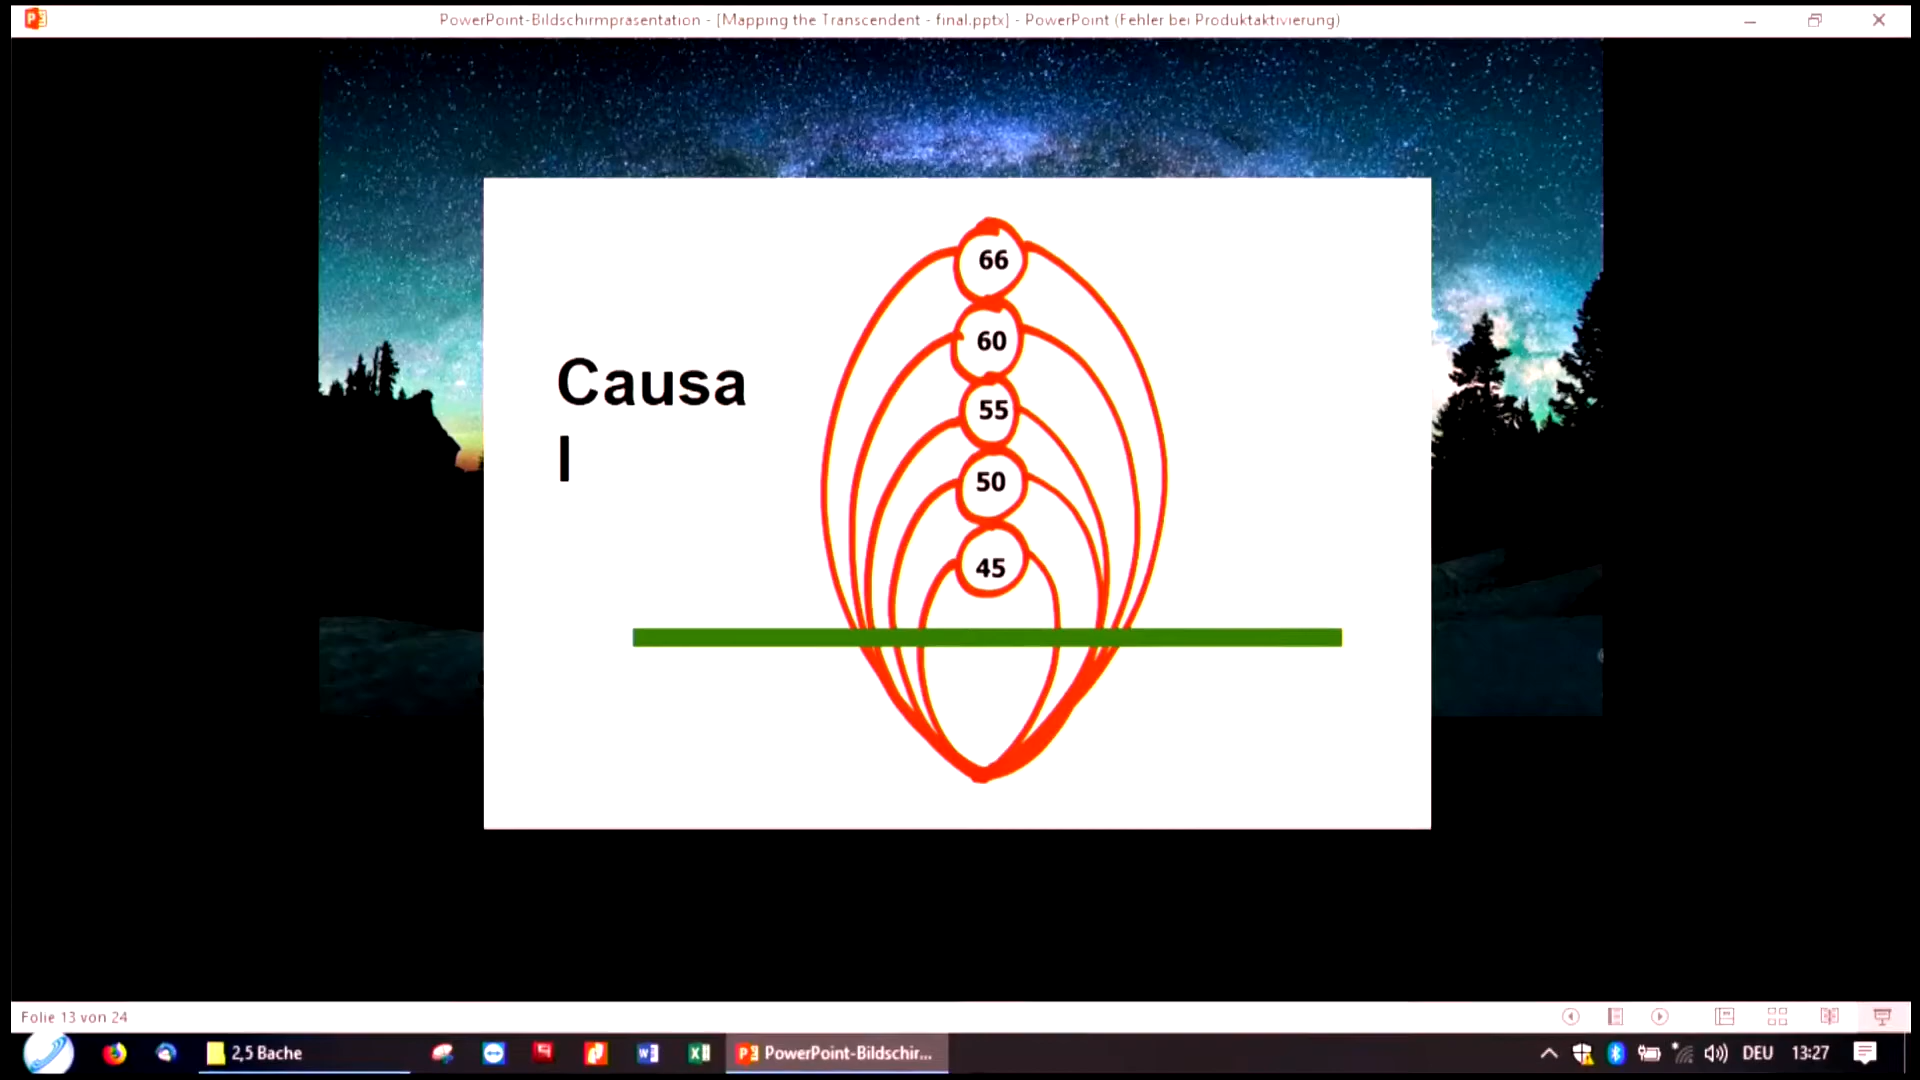 PowerPoint-Bildschirmpräsentation - [Mapping the Transcendent - final.pptx] - PowerPoint (Fehler bei Produktaktivierung)
66
60
55
50
45
Causa
l
Folie 13 von 24
2,5 Bache
PowerPoint-Bildschir...
DEU
13:27